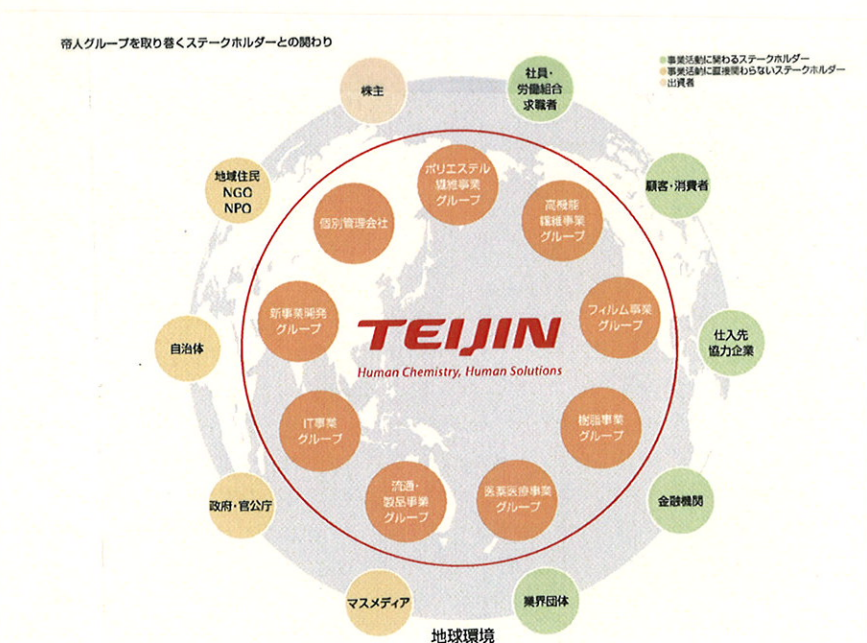 帝人グループを取り巻くステークホルダーとの関わり
事業活動に関わるステークホルダー
事業活動に直接関わらないステークホルダー
出資者
株主
社員・
労働組合
求職者
地域住民
NGO
NPO
顧客・消費者
ポリエステル
繊維事業
グループ
個別管理会社
高機能
繊維事業
グループ
新事業開発
グループ
フィルム事業
グループ
TEIJIN
Human Chemistry, Human Solutions
自治体
仕入先
協力企業
IT事業
グループ
樹脂事業
グループ
流通・
製品事業
グループ
医薬医療事業
グループ
政府・官公庁
金融機関
マスメディア
業界団体
地球環境